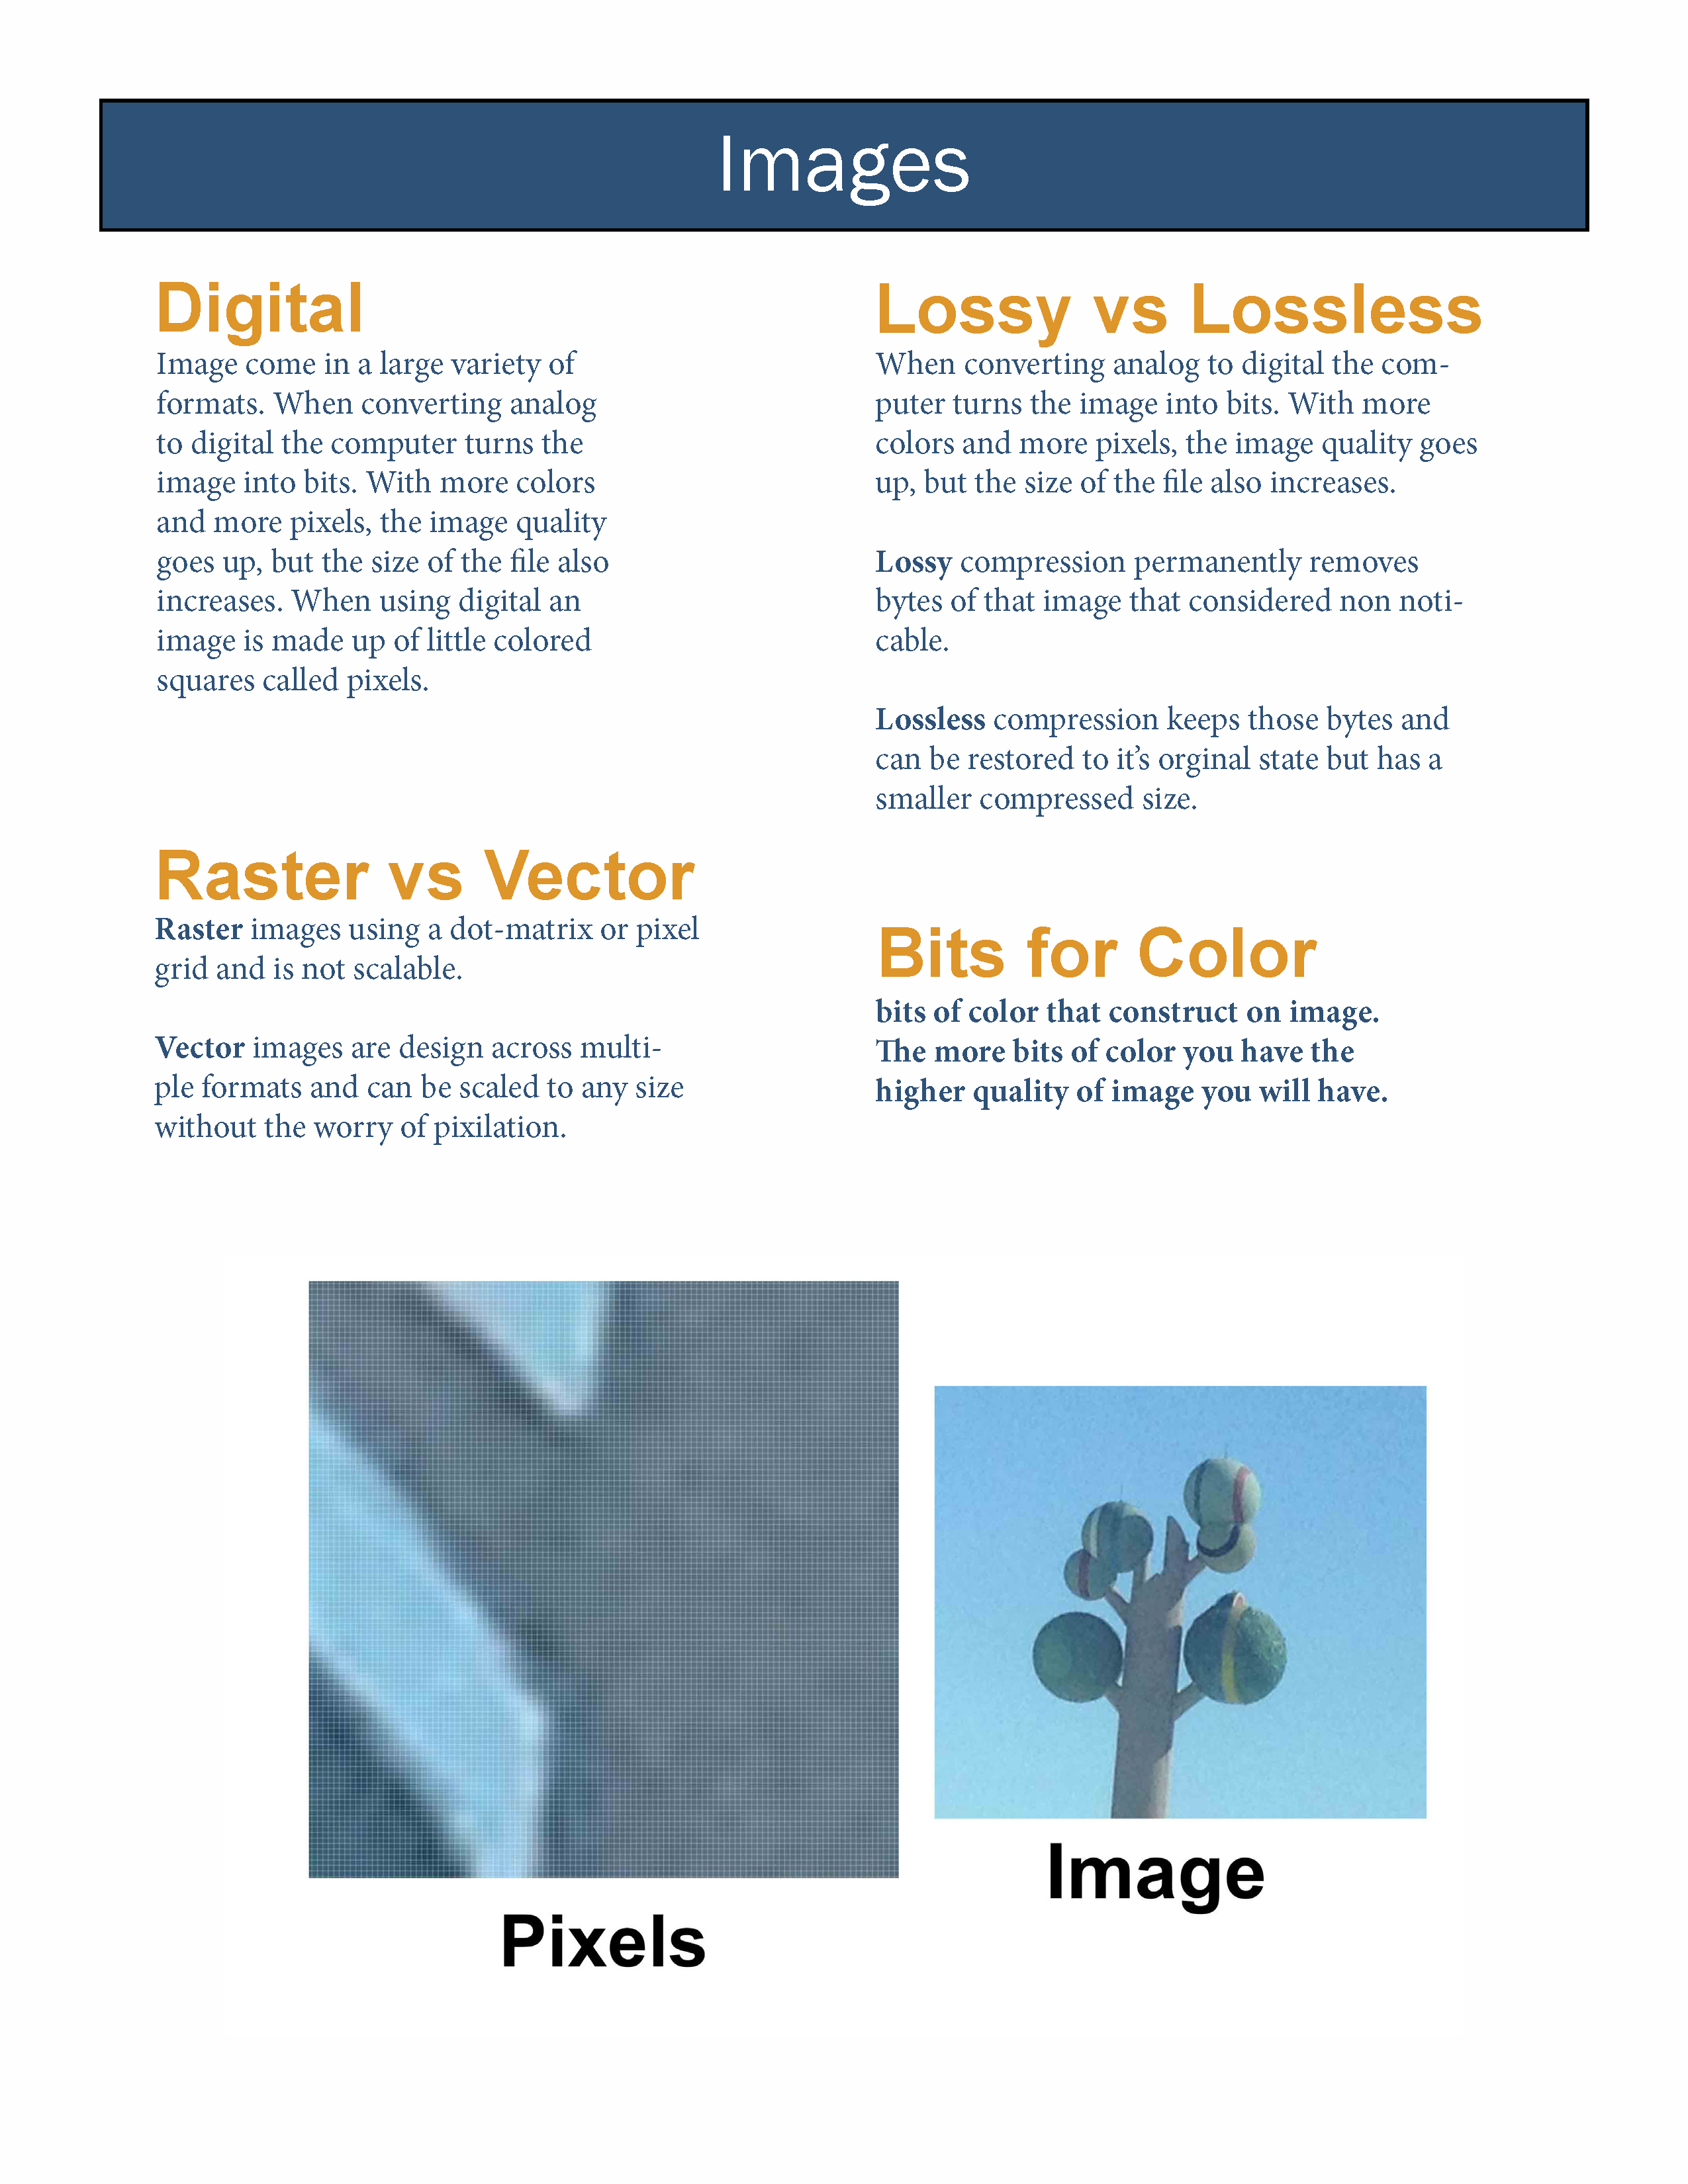 Images
Digital
Image come in a large variety of
formats. When converting analog
to digital the computer turns the
image into bits. With more colors
and more pixels, the image quality
goes up, but the size of the file also
increases. When using digital an
image is made up of little colored
squares called pixels.
Raster vs Vector
Raster images using a dot-matrix or pixel
grid and is not scalable.
Vector images are design across multi-
ple formats and can be scaled to any size
without the worry of pixilation.
Lossy vs Lossless
When converting analog to digital the com-
puter turns the image into bits. With more
colors and more pixels, the image quality goes
up, but the size of the file also increases.
Lossy compression permanently removes
bytes of that image that considered non noti-
cable.
Lossless compression keeps those bytes and
can be restored to it’s orginal state but has a
smaller compressed size.
Bits for Color
bits of color that construct on image.
The more bits of color you have the
higher quality of image you will have.
Pixels
Image